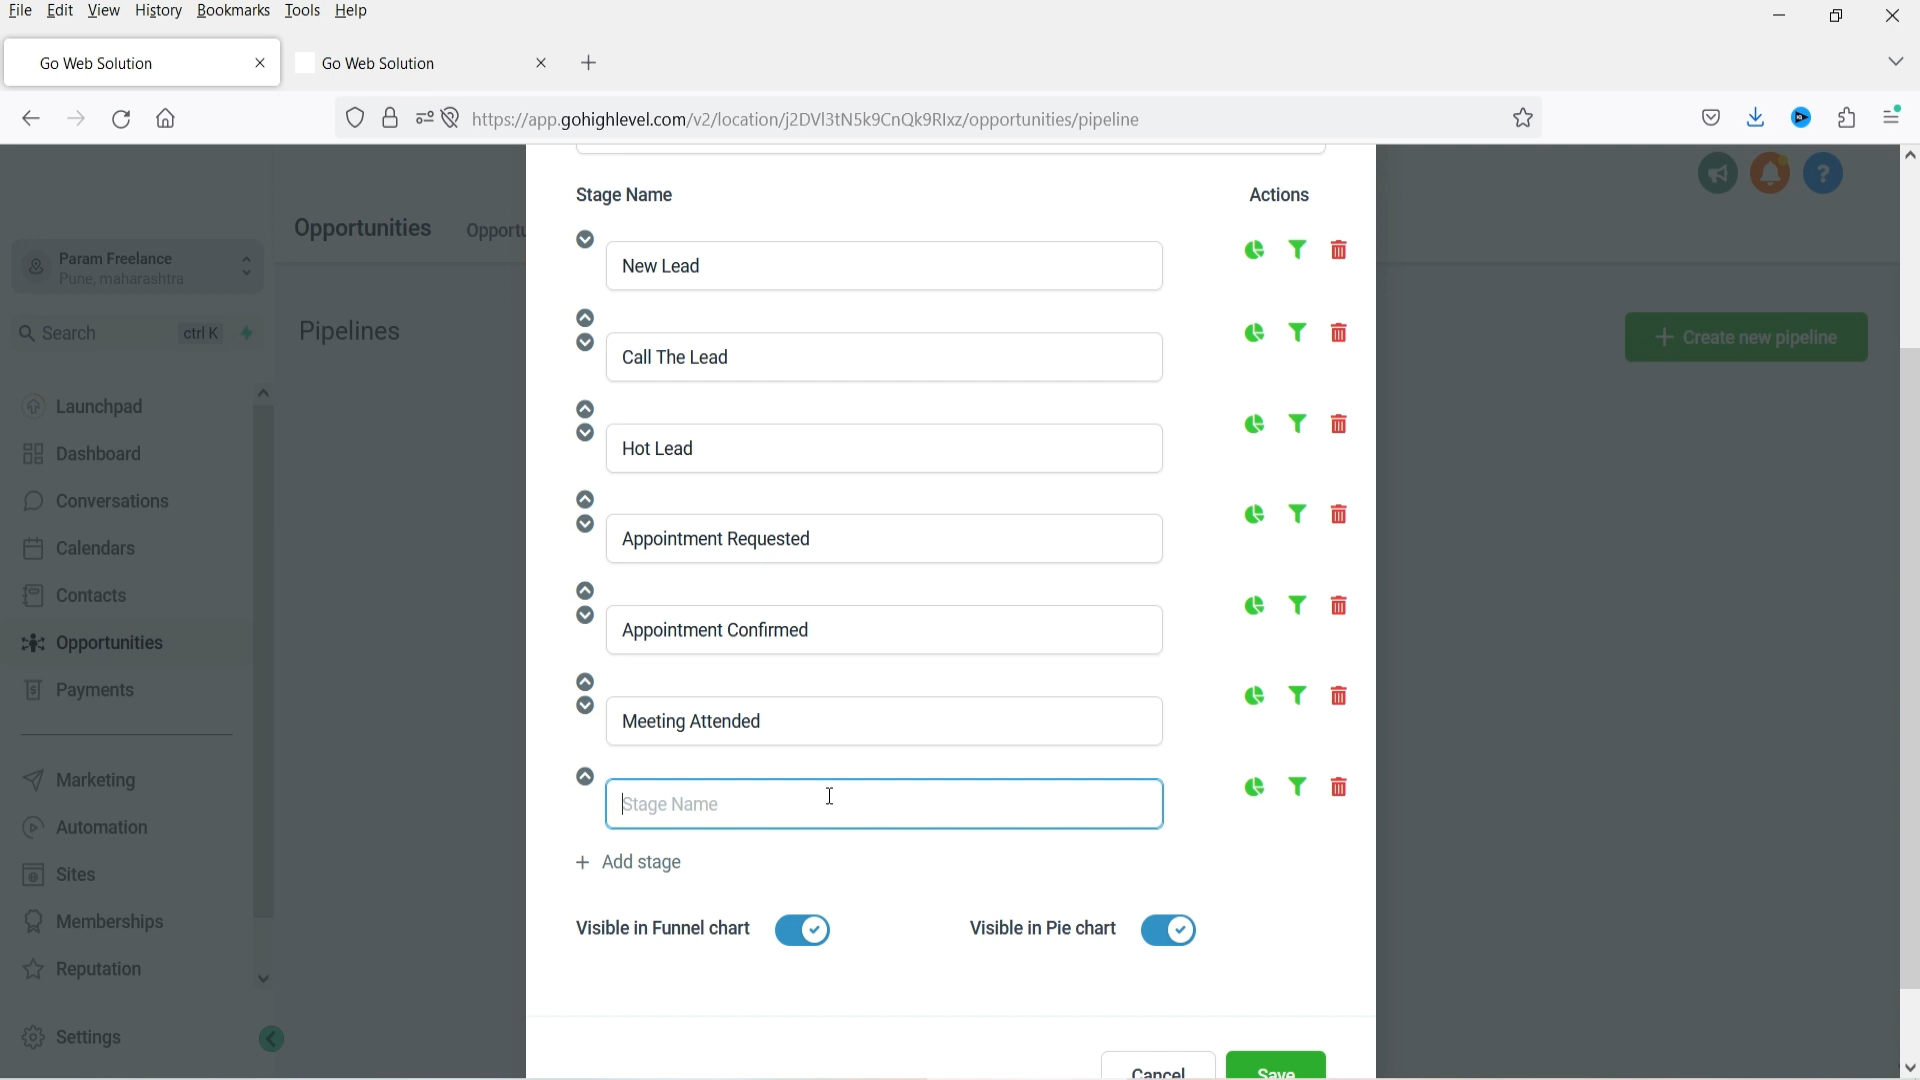 File Edit View History Bookmarks Tools Help
Go Web Solution
Go Web Solution
https://app.gohighlevel.com/v2/location/j2DVl3tN5k9CnQk9Rlxz/opportunities/pipeline
Stage Name Actions
Opportunities Opportu
Param Freelance
Pune, maharashtra
New Lead
Search ctrl K
Pipelines
Create new pipeline
Call The Lead
Launchpad
Dashboard
Hot Lead
Conversations
Calendars
Appointment Requested
Contacts
Opportunities
Appointment Confirmed
Payments
Meeting Attended
Marketing
Stage Name
Automation
+ Add stage
Sites
Memberships
Visible in Funnel chart Visible in Pie chart
Reputation
Settings
Cancel Save